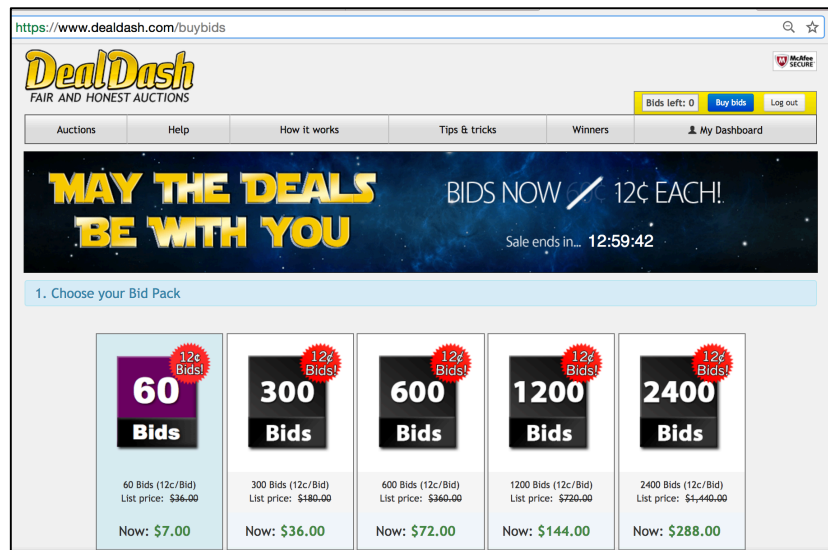 https://www.dealdash.com/buybids
DealDash
FAIR AND HONEST AUCTIONS
McAfee
SECURE
Bids left: 0 Buy bids Log out
Auctions Help How it works Tips & tricks Winners My Dashboard
MAY THE DEALS
BE WITH YOU
BIDS NOW 60¢ 12¢ EACH!
Sale ends in... 12:59:42
1. Choose your Bid Pack
12¢ Bids! 12¢ Bids! 12¢ Bids! 12¢ Bids! 12¢ Bids!
60 300 600 1200 2400
Bids Bids Bids Bids Bids
60 Bids (12c/Bid) 300 Bids (12c/Bid) 600 Bids (12c/Bid) 1200 Bids (12c/Bid) 2400 Bids (12c/Bid)
List price: $36.00 List price: $180.00 List price: $360.00 List price: $720.00 List price: $1,440.00
Now: $7.00 Now: $36.00 Now: $72.00 Now: $144.00 Now: $288.00